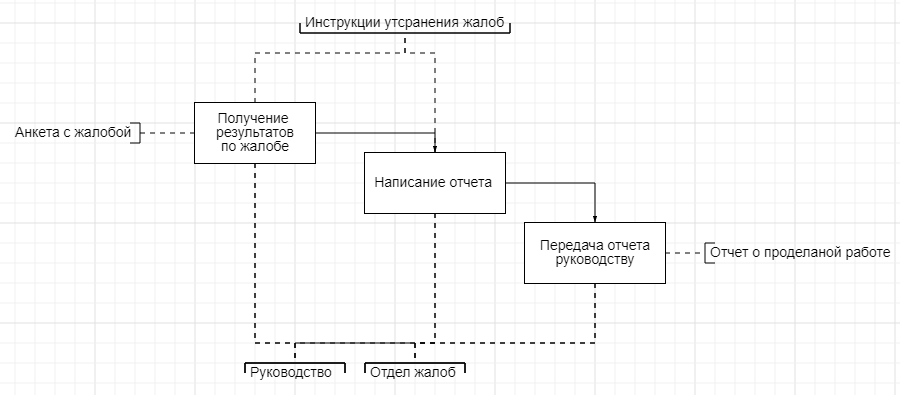 Инструкции утсранения жалоб
Получение
результатов
по жалобе
Анкета с жалобой
Написание отчета
Передача отчета
руководству
Отчет о проделаной работе
Руководство
Отдел жалоб